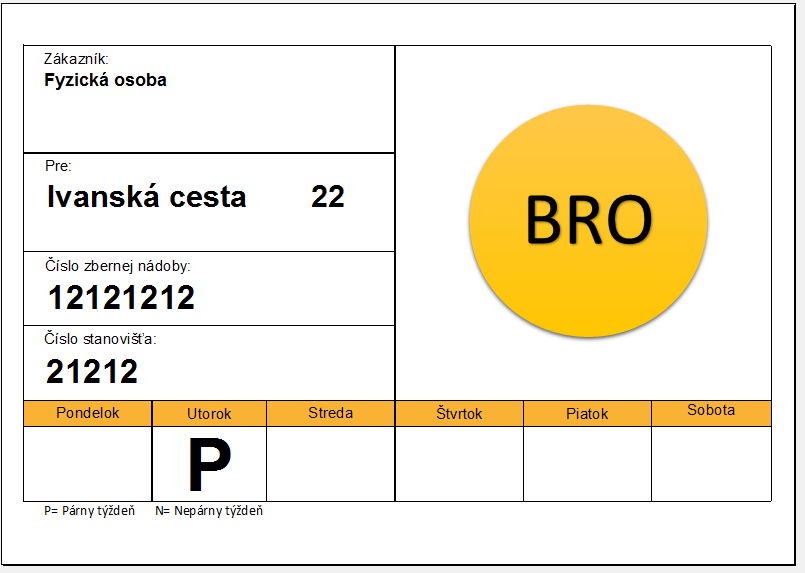 Zákazník:
Fyzická osoba
Pre:
Ivanská cesta 22
Číslo zbernej nádoby:
12121212
Číslo stanovišťa:
21212
BRO
Pondelok Utorok Streda Štvrtok Piatok Sobota
P
P= Párny týždeň N= Nepárny týždeň